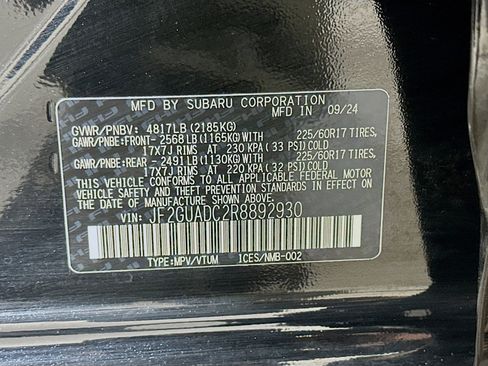 MFD BY SUBARU CORPORATION
MFD IN 09/24
GVWR/PNBV: 4817LB (2185KG)
GAWR/PNBE:FRONT- 2568LB (1165KG) WITH 225/60R17 TIRES,
17X7J RIMS AT 230 KPA (33 PSI) COLD
GAWR/PNBE:REAR - 2491LB (1130KG) WITH 225/60R17 TIRES,
17X7J RIMS AT 220 KPA (32 PSI) COLD
THIS VEHICLE CONFORMS TO ALL APPLICABLE FEDERAL MOTOR
VEHICLE SAFETY AND THEFT PREVENTION STANDARDS IN EFFECT ON
THE DATE OF MANUFACTURE SHOWN ABOVE
VIN: JF2GUADC2R8892930
TYPE:MPV/VTUM ICES/NMB-002